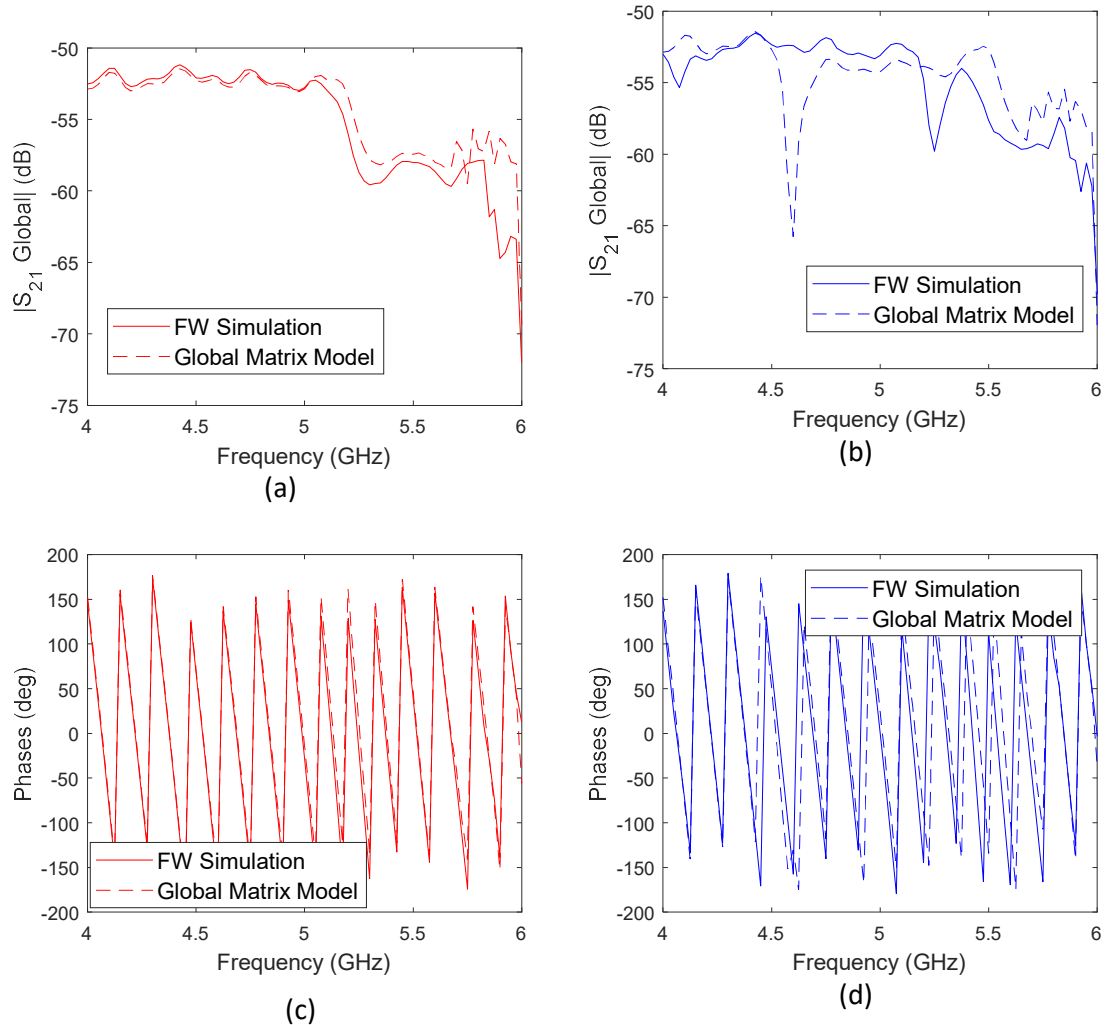 -50
-55
-60
-65
-70
-75
|S21 Global| (dB)
FW Simulation
Global Matrix Model
4
4.5
5
5.5
6
Frequency (GHz)
(a)
-50
-55
-60
-65
-70
-75
|S21 Global| (dB)
FW Simulation
Global Matrix Model
4
4.5
5
5.5
6
Frequency (GHz)
(b)
200
150
100
50
0
-50
-100
-150
-200
Phases (deg)
FW Simulation
Global Matrix Model
4
4.5
5
5.5
6
Frequency (GHz)
(c)
200
150
100
50
0
-50
-100
-150
-200
Phases (deg)
FW Simulation
Global Matrix Model
4
4.5
5
5.5
6
Frequency (GHz)
(d)